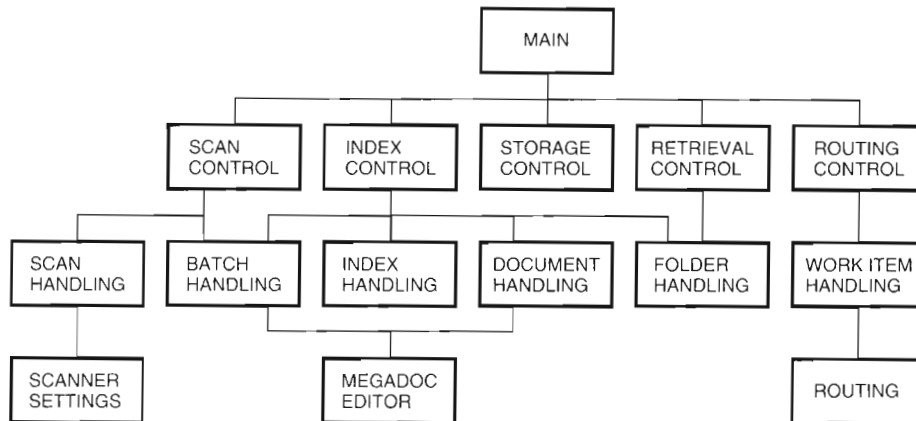 MAIN
SCAN
CONTROL
INDEX
CONTROL
STORAGE
CONTROL
RETRIEVAL
CONTROL
ROUTING
CONTROL
SCAN
HANDLING
BATCH
HANDLING
INDEX
HANDLING
DOCUMENT
HANDLING
FOLDER
HANDLING
WORK ITEM
HANDLING
SCANNER
SETTINGS
MEGADOC
EDITOR
ROUTING